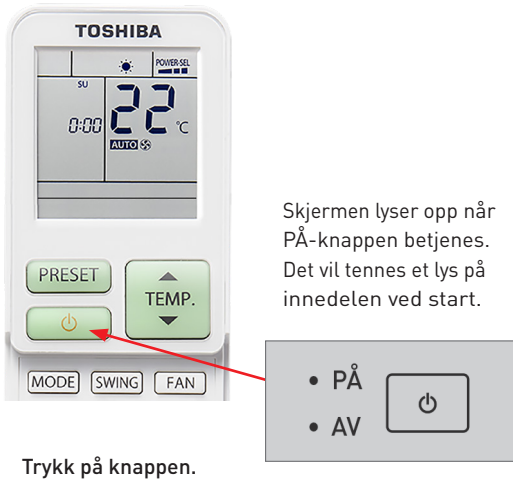 TOSHIBA
POWER-SEL
SU
0:00 22 °C
AUTO
PRESET
TEMP.
MODE SWING FAN
Skjermen lyser opp når
PÅ-knappen betjenes.
Det vil tennes et lys på
innedelen ved start.
• PÅ
• AV
Trykk på knappen.